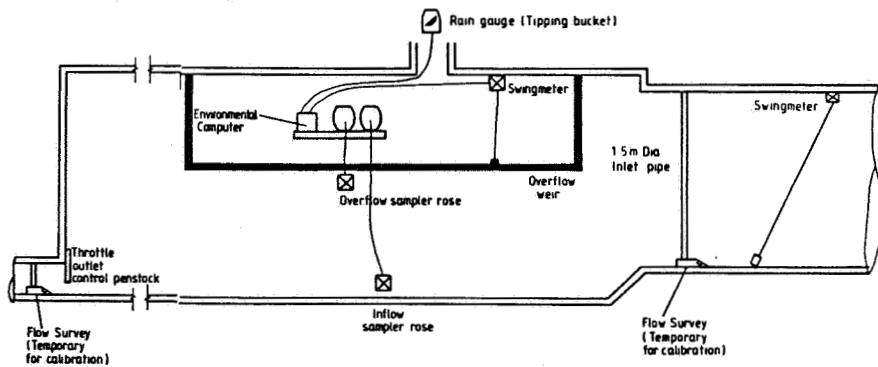 Rain gauge (Tipping bucket)
Swingmeter
Environmental
Computer
Swingmeter
1 5m Dia
Inlet pipe
Overflow
weir
Overflow sampler rose
Throttle
outlet
control penstock
Inflow
sampler rose
Flow Survey
(Temporary
for calibration)
Flow Survey
(Temporary
for calibration)